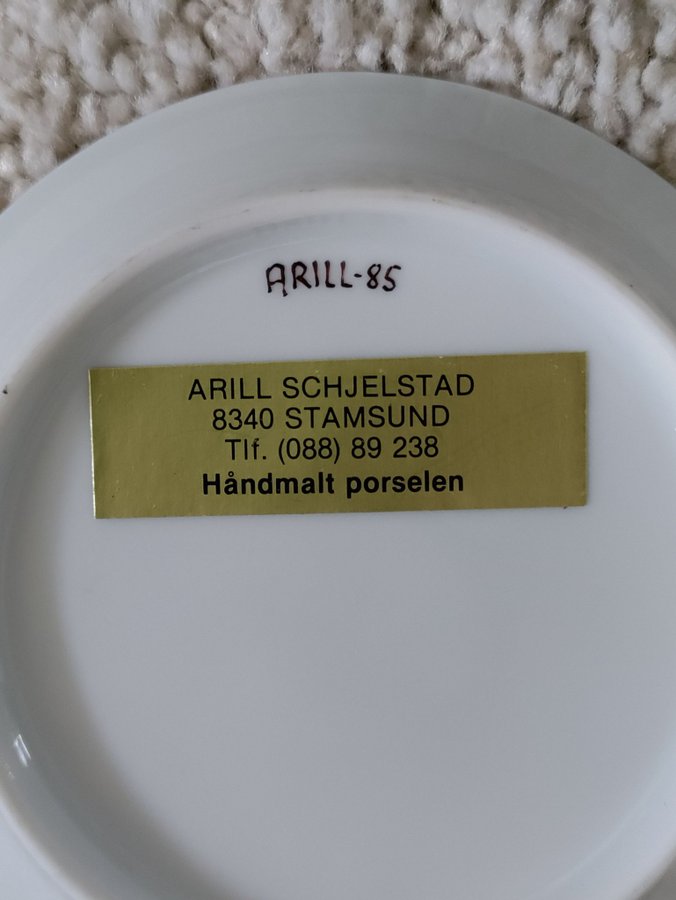 ARILL-85
ARILL SCHJELSTAD
8340 STAMSUND
Tlf. (088) 89 238
Håndmalt porselen